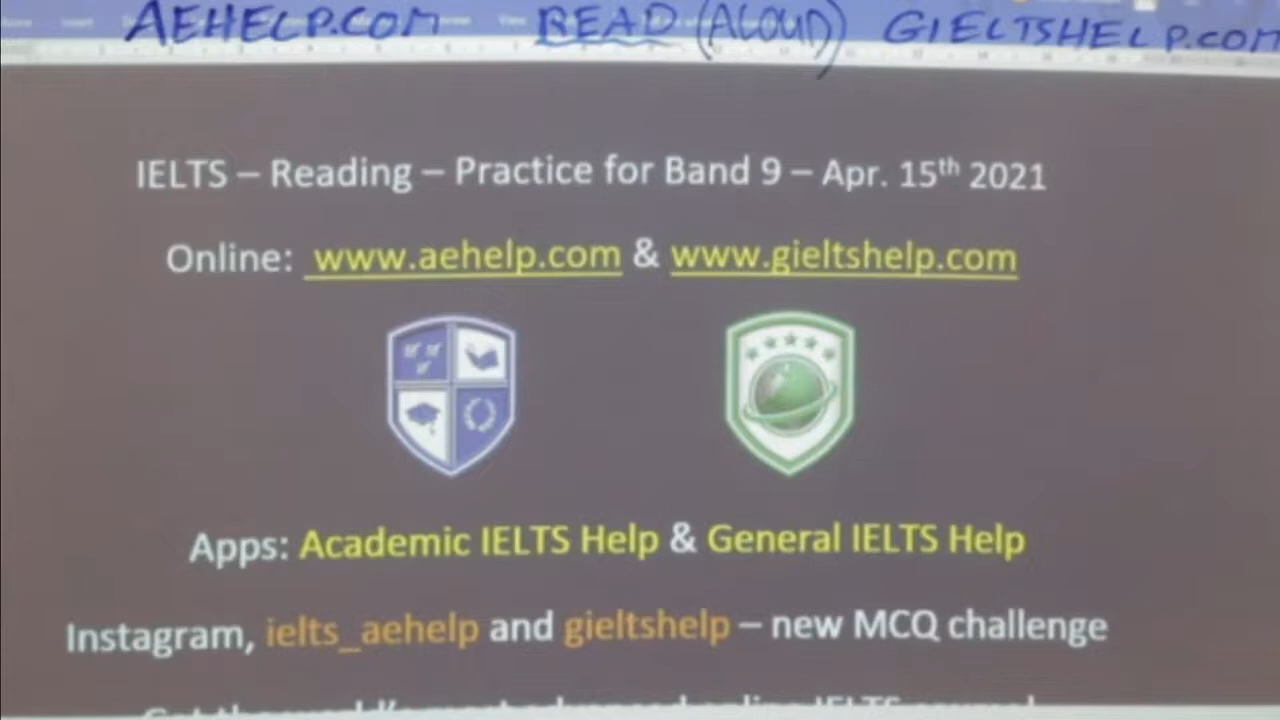 AEHELP.COM READ (ALOUD) GIELTSHELP.COM
IELTS – Reading – Practice for Band 9 – Apr. 15th 2021
Online: www.aehelp.com & www.gieltshelp.com
Apps: Academic IELTS Help & General IELTS Help
Instagram, ielts_aehelp and gieltshelp – new MCQ challenge